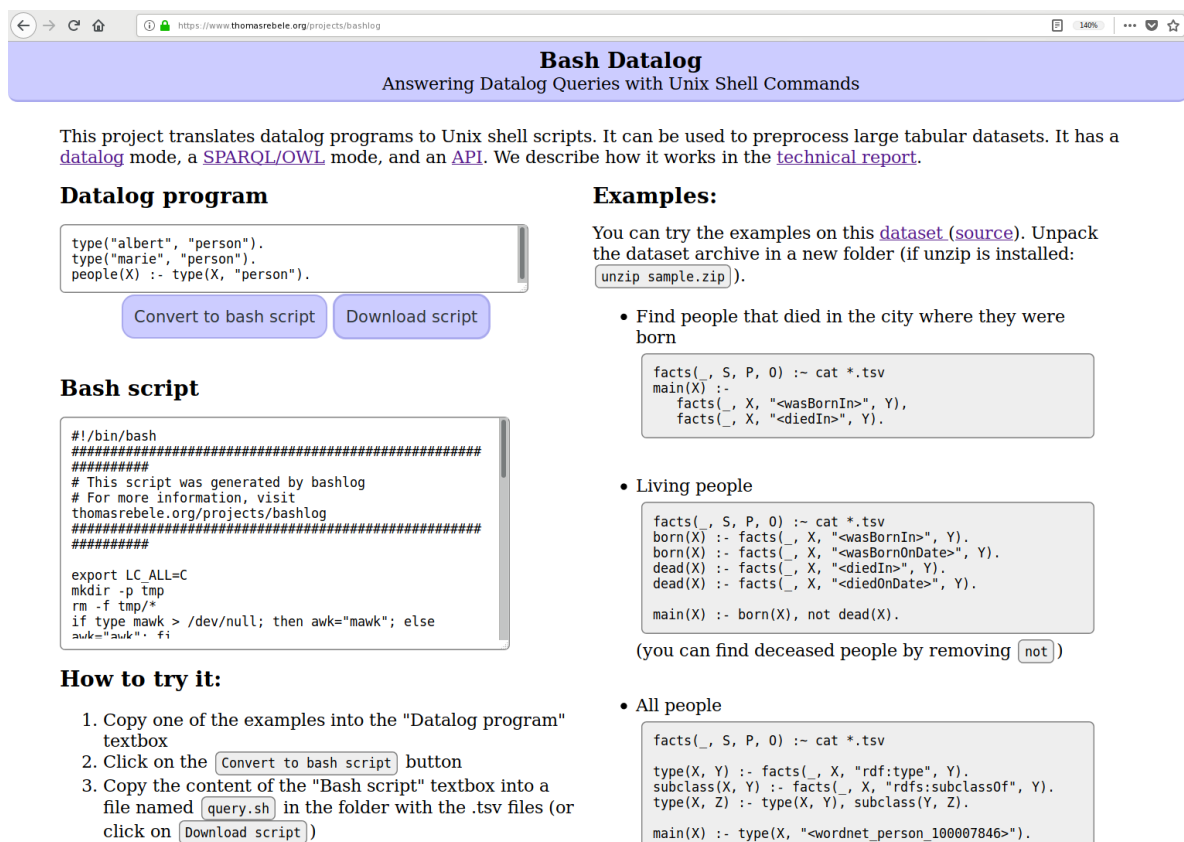 https://www.thomasrebele.org/projects/bashlog
140%
Bash Datalog
Answering Datalog Queries with Unix Shell Commands
This project translates datalog programs to Unix shell scripts. It can be used to preprocess large tabular datasets. It has a
datalog mode, a SPARQL/OWL mode, and an API. We describe how it works in the technical report.
Datalog program
type("albert", "person").
type("marie", "person").
people(X) :- type(X, "person").
Convert to bash script
Download script
Bash script
#!/bin/bash
####################################################
##########
# This script was generated by bashlog
# For more information, visit
thomasrebele.org/projects/bashlog
####################################################
##########
export LC_ALL=C
mkdir -p tmp
rm -f tmp/*
if type mawk > /dev/null; then awk="mawk"; else
awk="awk"; fi
How to try it:
1. Copy one of the examples into the "Datalog program"
textbox
2. Click on the Convert to bash script button
3. Copy the content of the "Bash script" textbox into a
file named query.sh in the folder with the .tsv files (or
click on Download script)
Examples:
You can try the examples on this dataset (source). Unpack
the dataset archive in a new folder (if unzip is installed:
unzip sample.zip).
• Find people that died in the city where they were
born
facts(_, S, P, O) :~ cat *.tsv
main(X) :-
facts(_, X, "<wasBornIn>", Y),
facts(_, X, "<diedIn>", Y).
• Living people
facts(_, S, P, O) :~ cat *.tsv
born(X) :- facts(_, X, "<wasBornIn>", Y).
born(X) :- facts(_, X, "<wasBornOnDate>", Y).
dead(X) :- facts(_, X, "<diedIn>", Y).
dead(X) :- facts(_, X, "<diedOnDate>", Y).
main(X) :- born(X), not dead(X).
(you can find deceased people by removing not)
• All people
facts(_, S, P, O) :~ cat *.tsv
type(X, Y) :- facts(_, X, "rdf:type", Y).
subclass(X, Y) :- facts(_, X, "rdfs:subclassOf", Y).
type(X, Z) :- type(X, Y), subclass(Y, Z).
main(X) :- type(X, "<wordnet_person_100007846>").